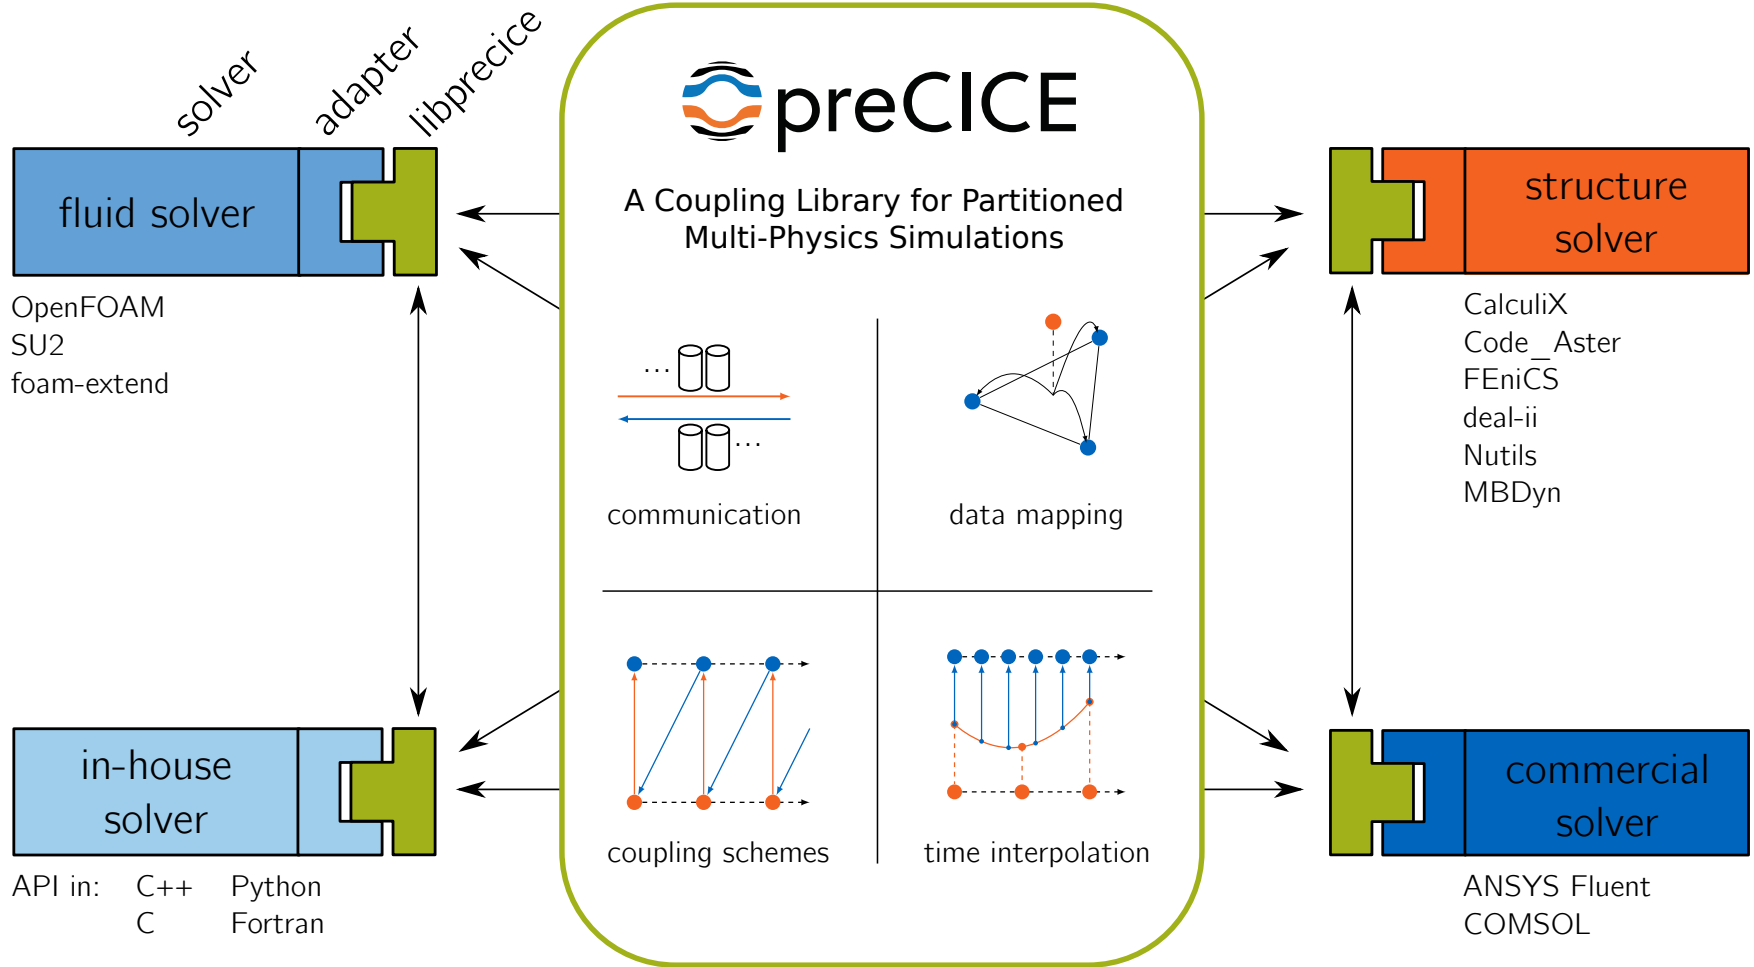 solver
adapter
libprecice
preCICE
A Coupling Library for Partitioned
Multi-Physics Simulations
fluid solver
OpenFOAM
SU2
foam-extend
structure
solver
CalculiX
Code_Aster
FEniCS
deal-ii
Nutils
MBDyn
...
...
communication
data mapping
coupling schemes
time interpolation
in-house
solver
API in: C++ Python
C Fortran
commercial
solver
ANSYS Fluent
COMSOL